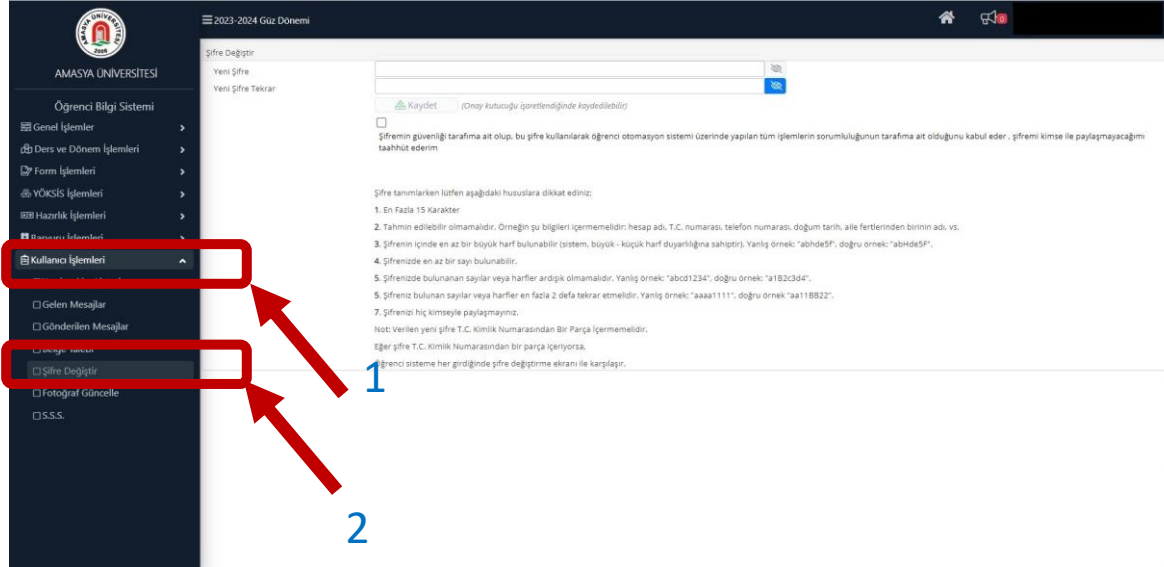 AMASYA ÜNİVERSİTESİ
2006
AMASYA ÜNİVERSİTESİ
Öğrenci Bilgi Sistemi
Genel İşlemler
Ders ve Dönem İşlemleri
Form İşlemleri
YÖKSİS İşlemleri
Hazırlık İşlemleri
Başvuru İşlemleri
Kullanıcı İşlemleri
Gelen Mesajlar
Gönderilen Mesajlar
Belge Talebi
Şifre Değiştir
Fotoğraf Güncelle
S.S.S.
2023-2024 Güz Dönemi
0
Şifre Değiştir
Yeni Şifre
Yeni Şifre Tekrar
Kaydet (Onay kutucuğu işaretlendiğinde kaydedilebilir)
Şifremin güvenliği tarafıma ait olup, bu şifre kullanılarak öğrenci otomasyon sistemi üzerinde yapılan tüm işlemlerin sorumluluğunun tarafıma ait olduğunu kabul eder , şifremi kimse ile paylaşmayacağımı
taahhüt ederim
Şifre tanımlarken lütfen aşağıdaki hususlara dikkat ediniz;
1. En Fazla 15 Karakter
2. Tahmin edilebilir olmamalıdır. Örneğin şu bilgileri içermemelidir: hesap adı, T.C. numarası, telefon numarası, doğum tarih, aile fertlerinden birinin adı, vs.
3. Şifrenin içinde en az bir büyük harf bulunabilir (sistem, büyük - küçük harf duyarlılığına sahiptir). Yanlış örnek: "abhde5f", doğru örnek: "abHde5F".
4. Şifrenizde en az bir sayı bulunabilir.
5. Şifrenizde bulunanan sayılar veya harfler ardışık olmamalıdır. Yanlış örnek: "abcd1234", doğru örnek: "a1B2c3d4".
5. Şifreniz bulunan sayılar veya harfler en fazla 2 defa tekrar etmelidir. Yanlış örnek: "aaaa1111", doğru örnek "aa11BB22".
7. Şifrenizi hiç kimseyle paylaşmayınız.
Not: Verilen yeni şifre T.C. Kimlik Numarasından Bir Parça İçermemelidir.
Eğer şifre T.C. Kimlik Numarasından bir parça içeriyorsa,
Öğrenci sisteme her girdiğinde şifre değiştirme ekranı ile karşılaşır.
1
2